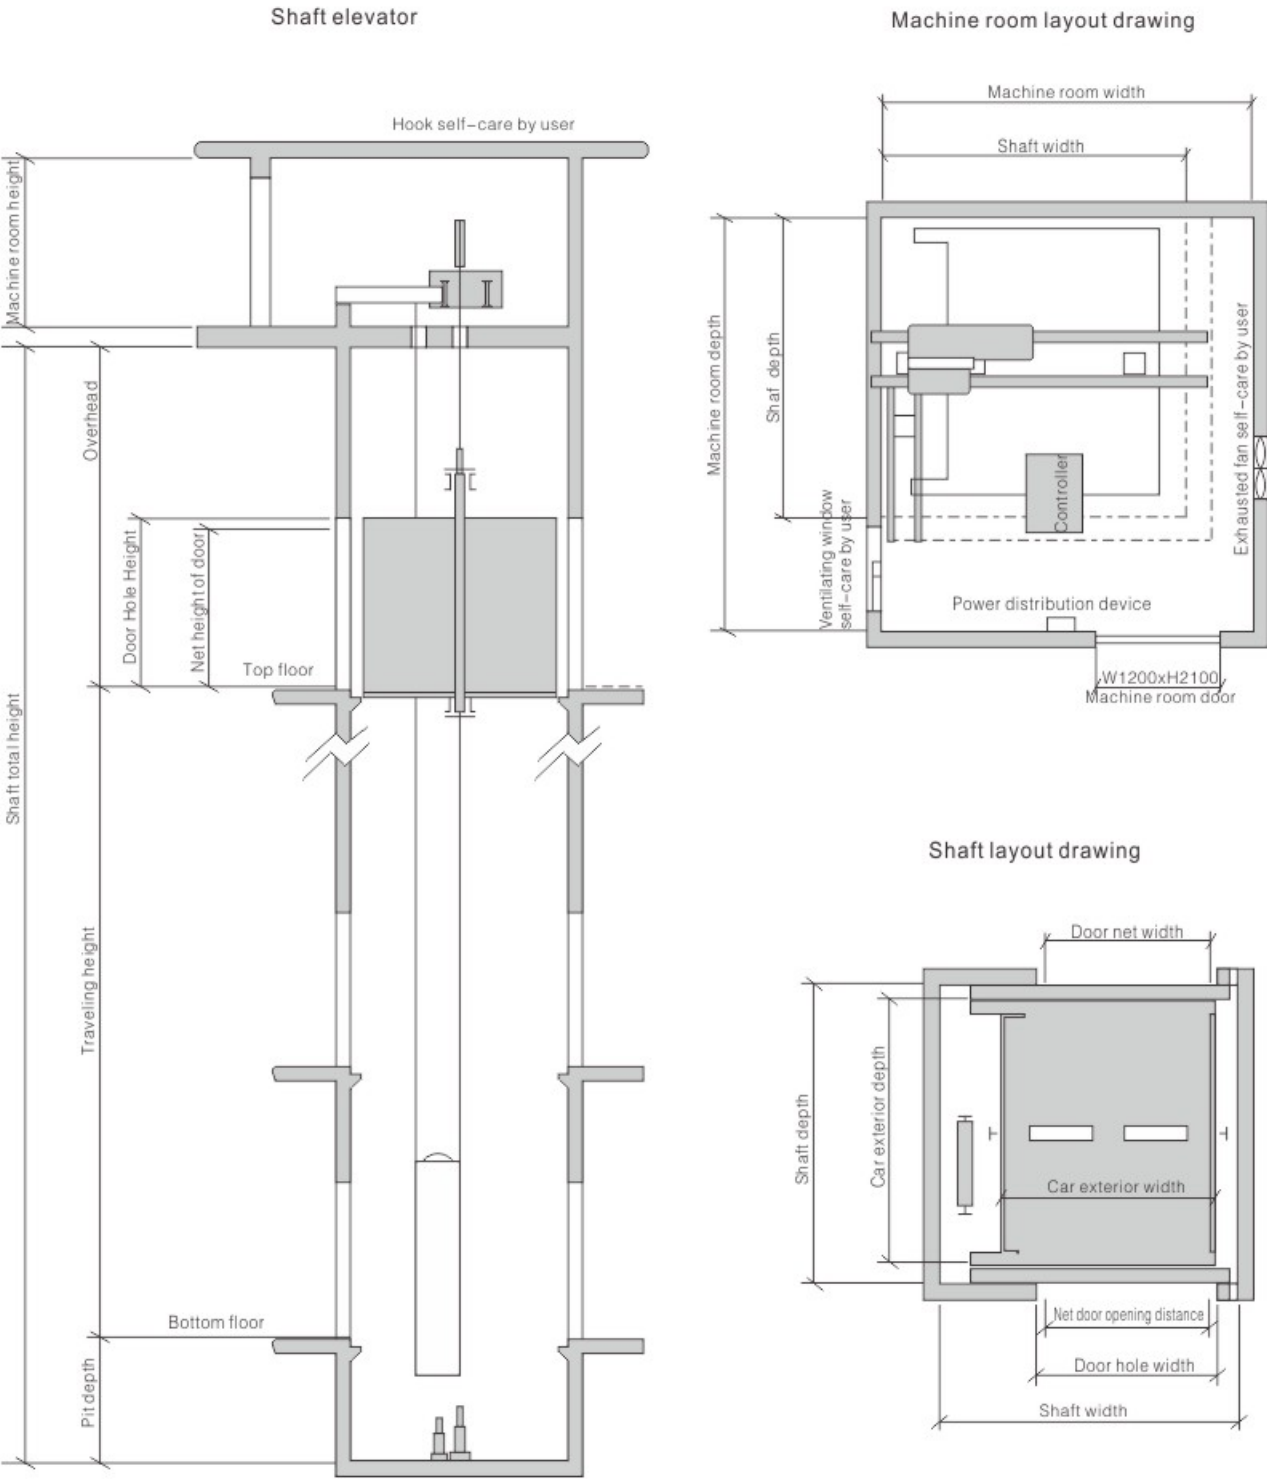 Shaft elevator
Hook self-care by user
Machine room height
Overhead
Door Hole Height
Net height of door
Top floor
Shaft total height
Traveling height
Bottom floor
Pit depth
Machine room layout drawing
Machine room width
Shaft width
Machine room depth
Shaf depth
Exhausted fan self-care by user
Controller
Ventilating window
self-care by user
Power distribution device
W1200xH2100
Machine room door
Shaft layout drawing
Door net width
Shaft depth
Car exterior depth
Car exterior width
Net door opening distance
Door hole width
Shaft width